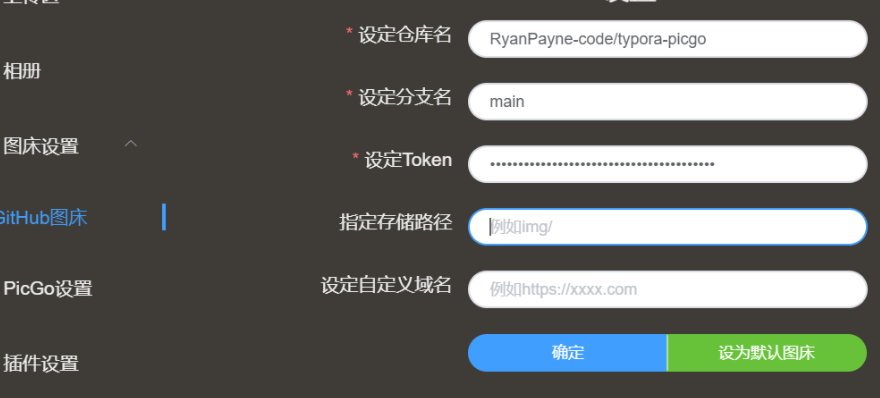 * 设定仓库名 RyanPayne-code/typora-picgo
相册
* 设定分支名 main
图床设置
* 设定Token ••••••••••••••••••••••••••••••••••••••••
指定存储路径 例如img/
GitHub图床
设定自定义域名 例如https://xxxx.com
PicGo设置
确定 设为默认图床
插件设置